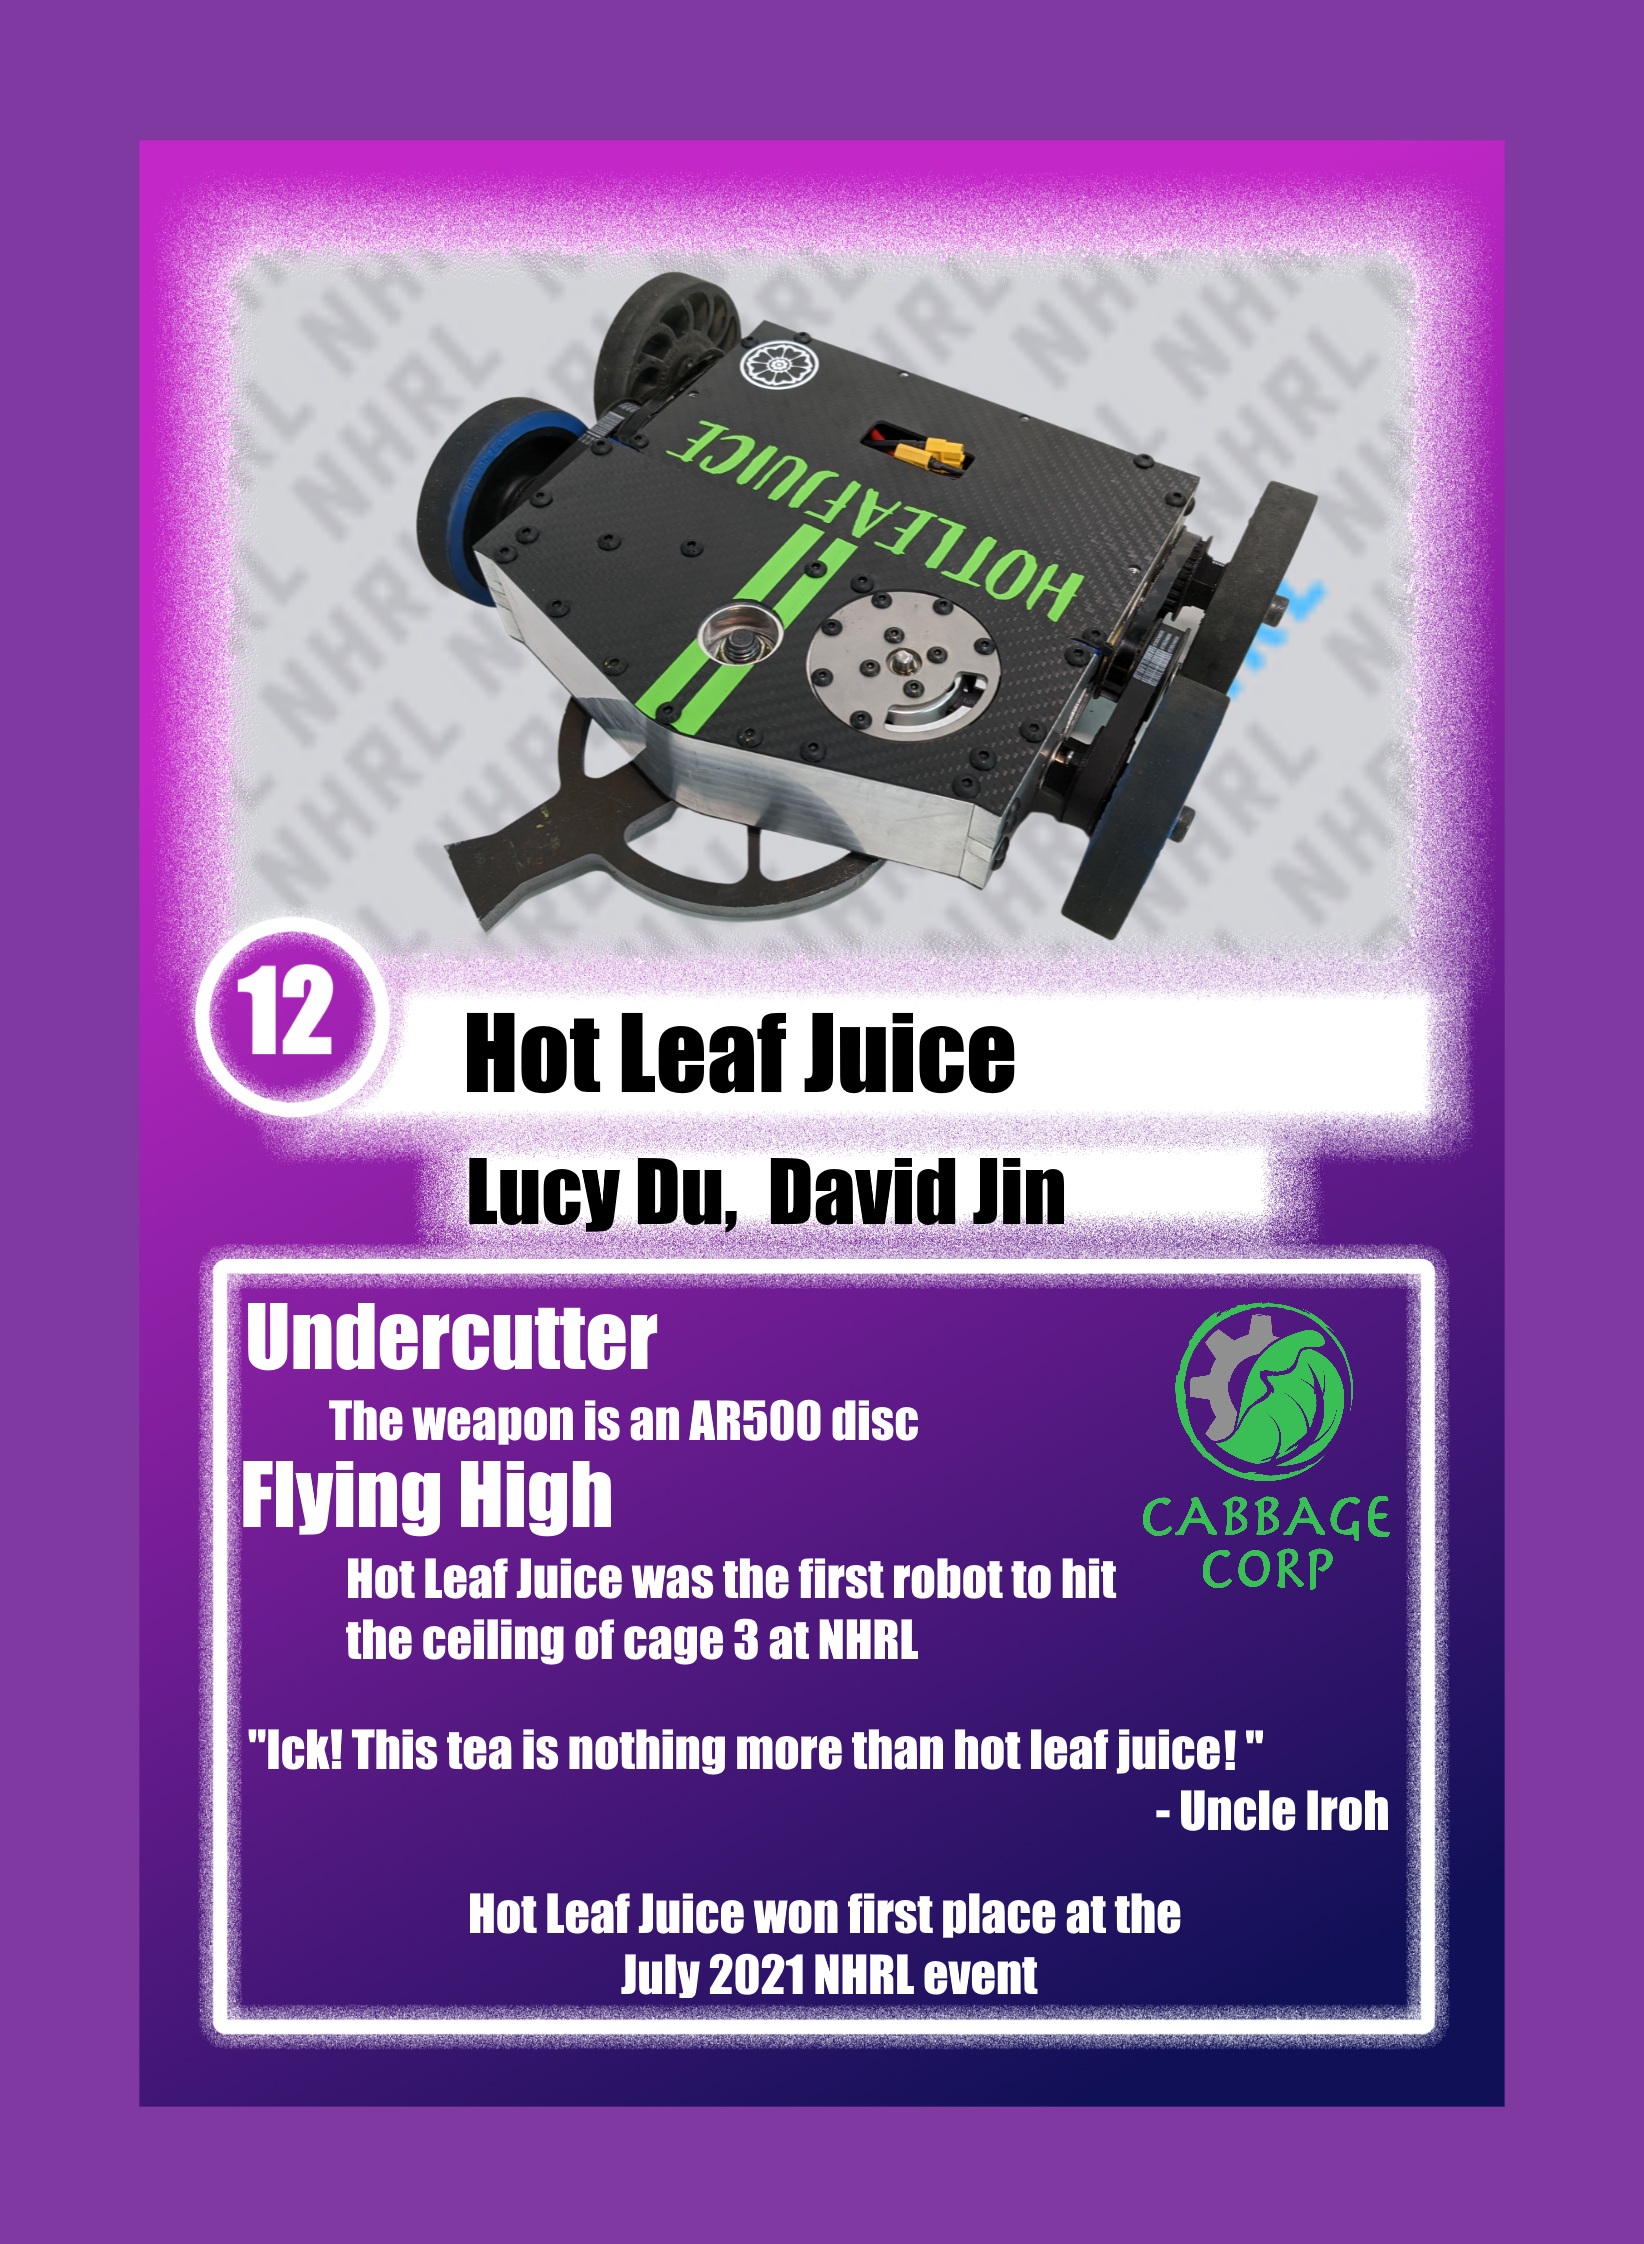 HOTLEAFJUICE
NHRL
12
Hot Leaf Juice
Lucy Du, David Jin
Undercutter
The weapon is an AR500 disc
Flying High
Hot Leaf Juice was the first robot to hit
the ceiling of cage 3 at NHRL
CABBAGE
CORP
"Ick! This tea is nothing more than hot leaf juice! "
- Uncle Iroh
Hot Leaf Juice won first place at the
July 2021 NHRL event